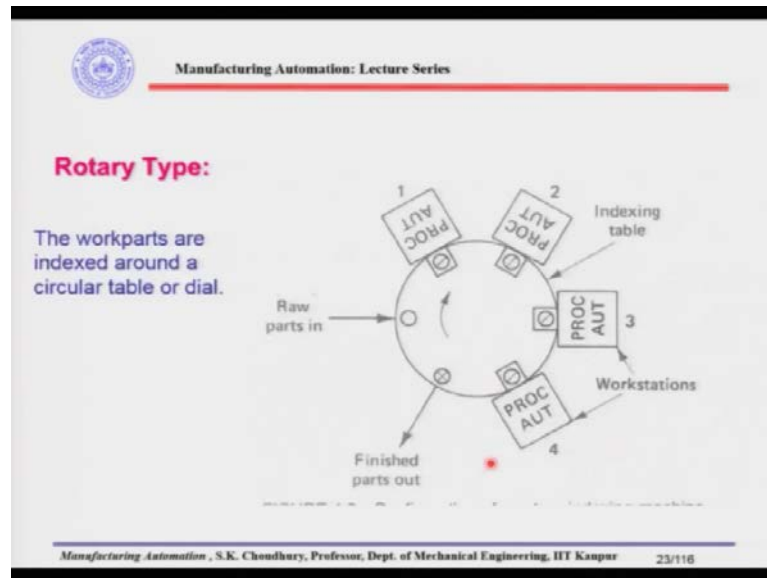 Manufacturing Automation: Lecture Series
Rotary Type:
The workparts are
indexed around a
circular table or dial.
1
PROC
AUT
2
PROC
AUT
Indexing
table
Raw
parts in
PROC
AUT
3
Workstations
PROC
AUT
4
Finished
parts out
Manufacturing Automation , S.K. Choudhury, Professor, Dept. of Mechanical Engineering, IIT Kanpur
23/116